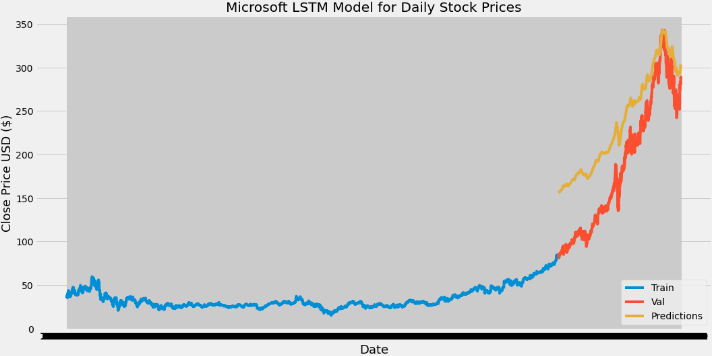 Microsoft LSTM Model for Daily Stock Prices
350
300
250
200
150
100
50
0
Close Price USD ($)
Train
Val
Predictions
Date